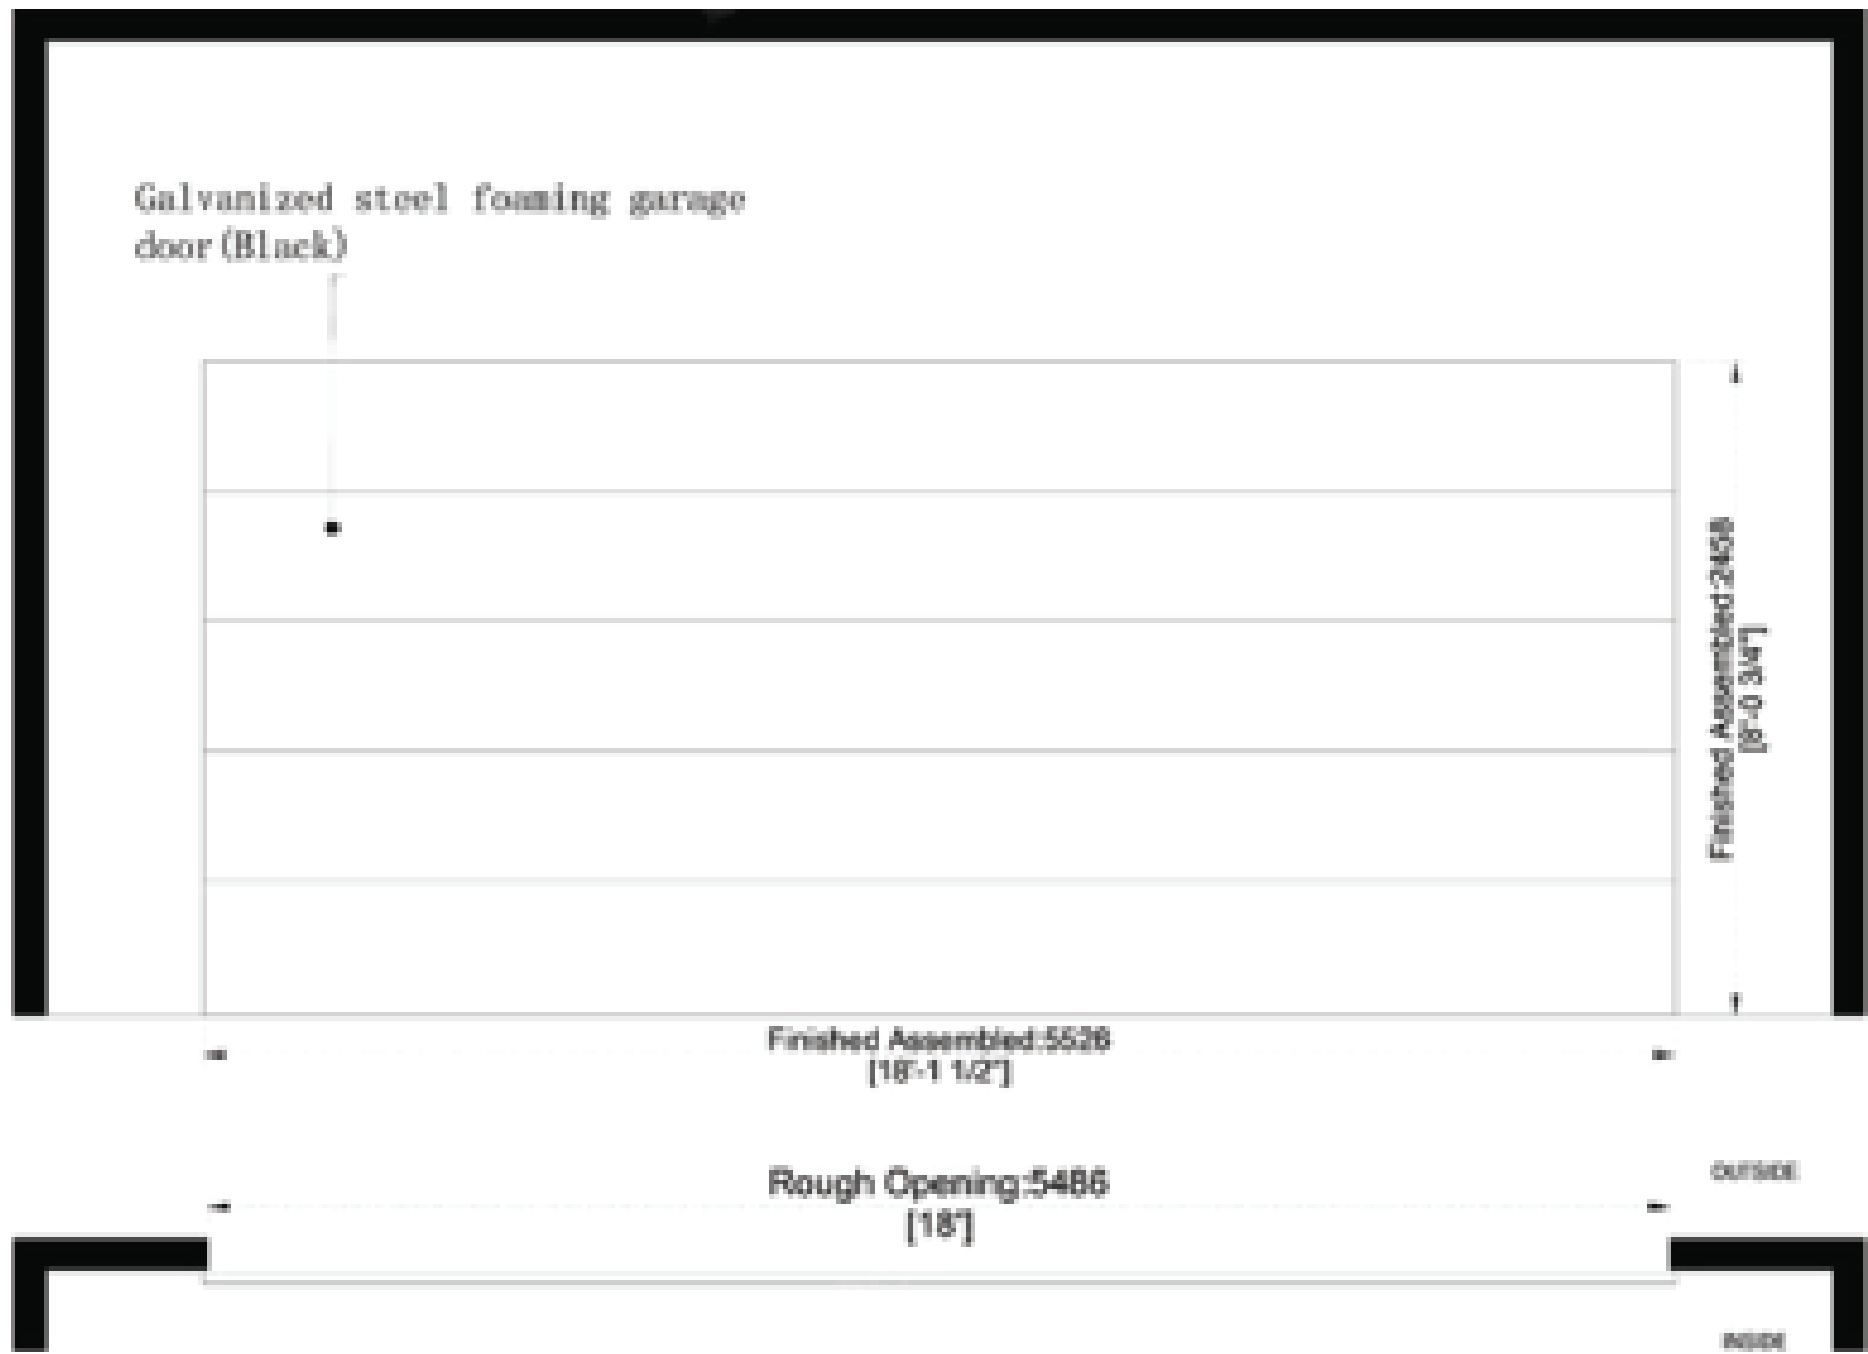 Galvanized steel foaming garage
door(Black)
Finished Assembled:2458
[8'-0 3/4"]
Finished Assembled:5526
[18'-1 1/2"]
Rough Opening:5486
[18']
OUTSIDE
INSIDE